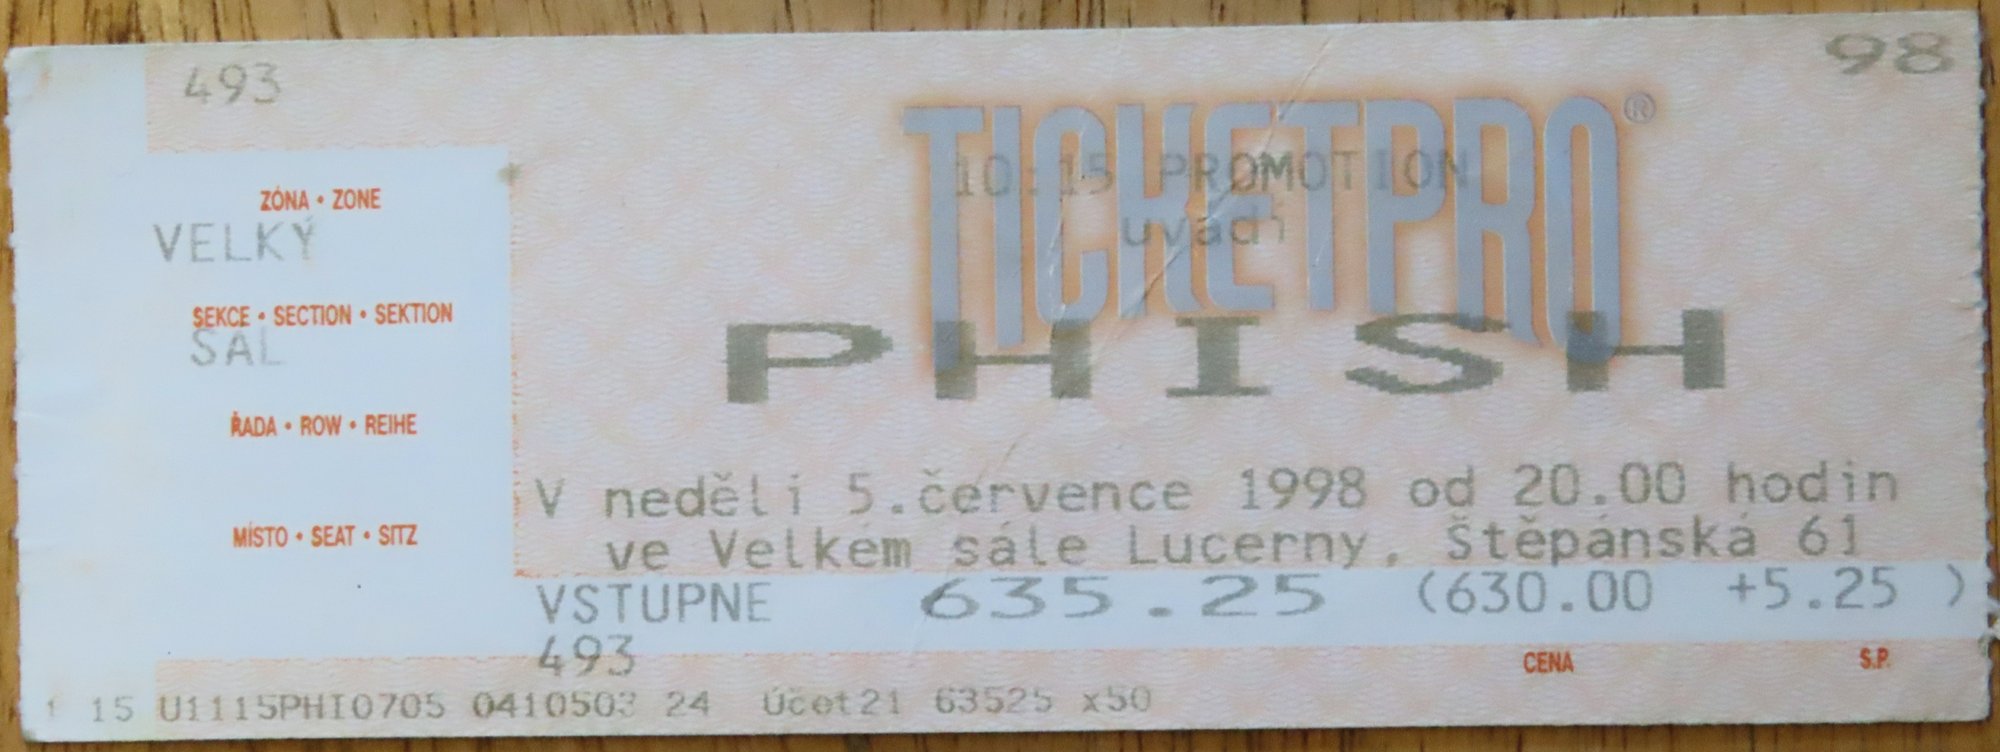 493
98
TICKETPRO®
10:15 PROMOTION
uvádí
PHISH
ZÓNA • ZONE
VELKÝ
SEKCE • SECTION • SEKTION
SÁL
ŘADA • ROW • REIHE
MÍSTO • SEAT • SITZ
V neděli 5.července 1998 od 20.00 hodin
ve Velkém sále Lucerny, Štěpánská 61
VSTUPNÉ 635.25 (630.00 +5.25 )
493
CENA S.P.
15 U1115PHI0705 0410503 24 Účet21 63525 x50